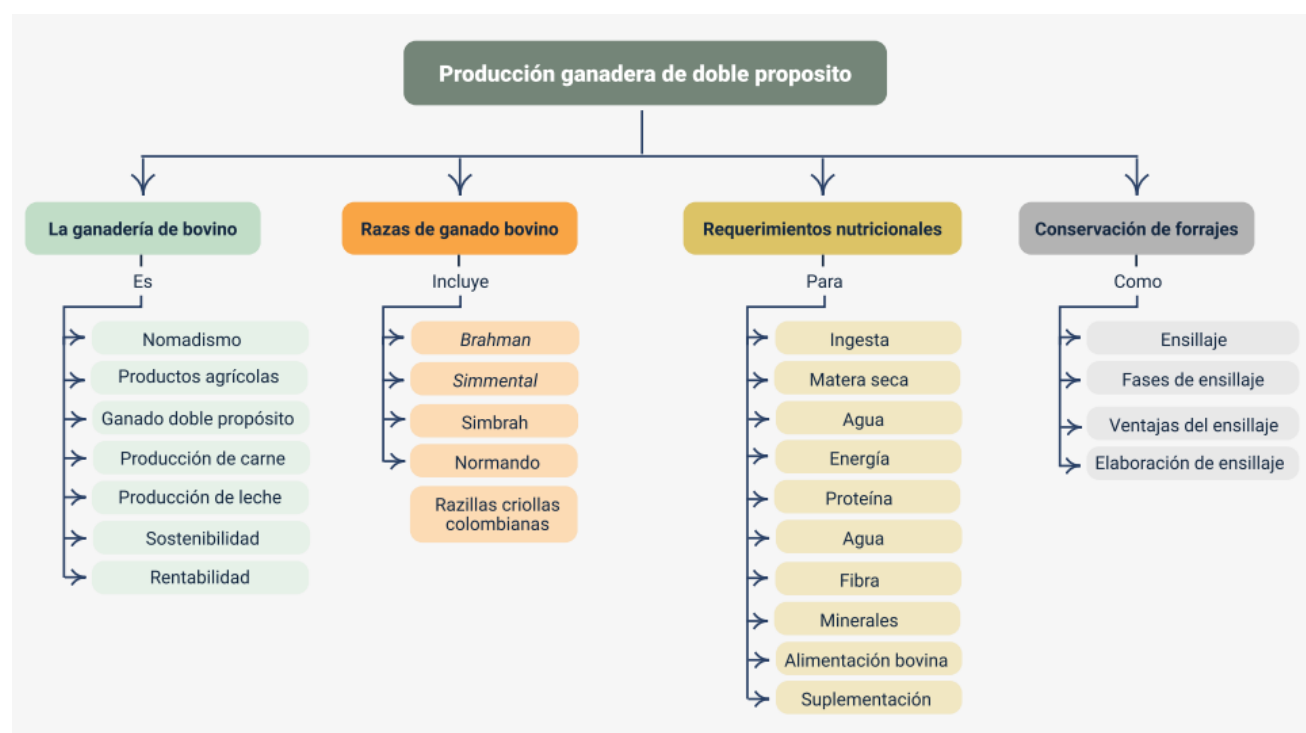 Producción ganadera de doble proposito
La ganadería de bovino
Es
Nomadismo
Productos agrícolas
Ganado doble propósito
Producción de carne
Producción de leche
Sostenibilidad
Rentabilidad
Razas de ganado bovino
Incluye
Brahman
Simmental
Simbrah
Normando
Razillas criollas
colombianas
Requerimientos nutricionales
Para
Ingesta
Matera seca
Agua
Energía
Proteína
Agua
Fibra
Minerales
Alimentación bovina
Suplementación
Conservación de forrajes
Como
Ensillaje
Fases de ensillaje
Ventajas del ensillaje
Elaboración de ensillaje